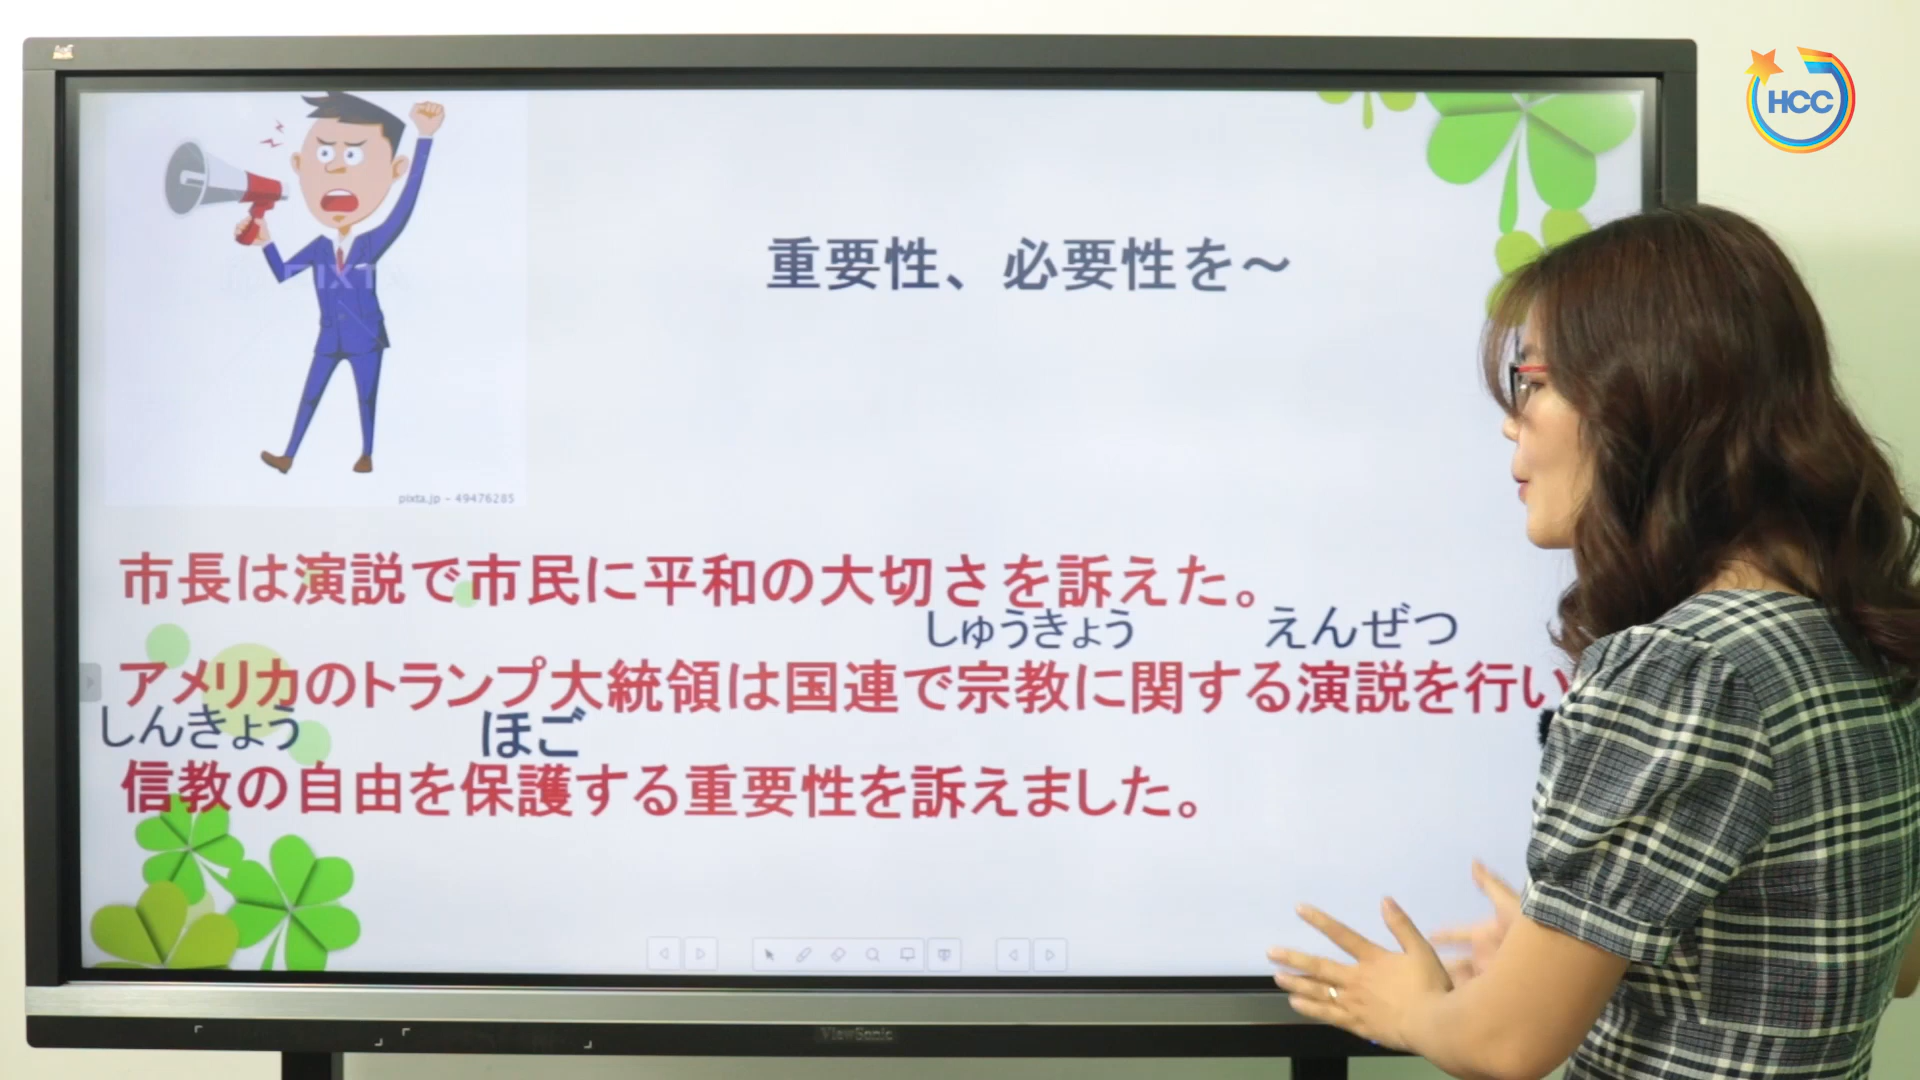 HCC
重要性、必要性を～
PIXTA
pixta.jp - 49476285
市長は演説で市民に平和の大切さを訴えた。
しゅうきょう えんぜつ
アメリカのトランプ大統領は国連で宗教に関する演説を行い
しんきょう ほご
信教の自由を保護する重要性を訴えました。
ViewSonic